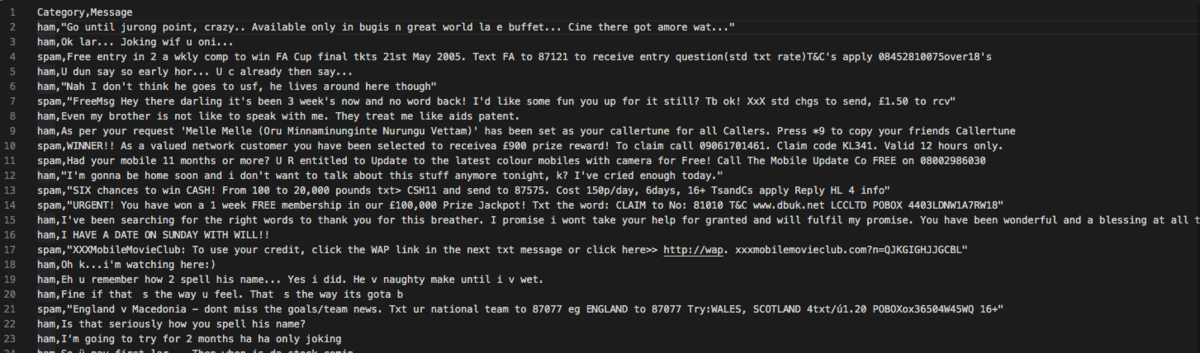 1 Category,Message
2 ham,"Go until jurong point, crazy.. Available only in bugis n great world la e buffet... Cine there got amore wat..."
3 ham,Ok lar... Joking wif u oni...
4 spam,Free entry in 2 a wkly comp to win FA Cup final tkts 21st May 2005. Text FA to 87121 to receive entry question(std txt rate)T&C's apply 08452810075over18's
5 ham,U dun say so early hor... U c already then say...
6 ham,"Nah I don't think he goes to usf, he lives around here though"
7 spam,"FreeMsg Hey there darling it's been 3 week's now and no word back! I'd like some fun you up for it still? Tb ok! XxX std chgs to send, £1.50 to rcv"
8 ham,Even my brother is not like to speak with me. They treat me like aids patent.
9 ham,As per your request 'Melle Melle (Oru Minnaminunginte Nurungu Vettam)' has been set as your callertune for all Callers. Press *9 to copy your friends Callertune
10 spam,WINNER!! As a valued network customer you have been selected to receivea £900 prize reward! To claim call 09061701461. Claim code KL341. Valid 12 hours only.
11 spam,Had your mobile 11 months or more? U R entitled to Update to the latest colour mobiles with camera for Free! Call The Mobile Update Co FREE on 08002986030
12 ham,"I'm gonna be home soon and i don't want to talk about this stuff anymore tonight, k? I've cried enough today."
13 spam,"SIX chances to win CASH! From 100 to 20,000 pounds txt> CSH11 and send to 87575. Cost 150p/day, 6days, 16+ TsandCs apply Reply HL 4 info"
14 spam,"URGENT! You have won a 1 week FREE membership in our £100,000 Prize Jackpot! Txt the word: CLAIM to No: 81010 T&C www.dbuk.net LCCLTD POBOX 4403LDNW1A7RW18"
15 ham,I've been searching for the right words to thank you for this breather. I promise i wont take your help for granted and will fulfil my promise. You have been wonderful and a blessing at all t
16 ham,I HAVE A DATE ON SUNDAY WITH WILL!!
17 spam,"XXXMobileMovieClub: To use your credit, click the WAP link in the next txt message or click here>> http://wap. xxxmobilemovieclub.com?n=QJKGIGHJJGCBL"
18 ham,Oh k...i'm watching here:)
19 ham,Eh u remember how 2 spell his name... Yes i did. He v naughty make until i v wet.
20 ham,Fine if that s the way u feel. That s the way its gota b
21 spam,"England v Macedonia - dont miss the goals/team news. Txt ur national team to 87077 eg ENGLAND to 87077 Try:WALES, SCOTLAND 4txt/ú1.20 POBOXox36504W45WQ 16+"
22 ham,Is that seriously how you spell his name?
23 ham,I'm going to try for 2 months ha ha only joking